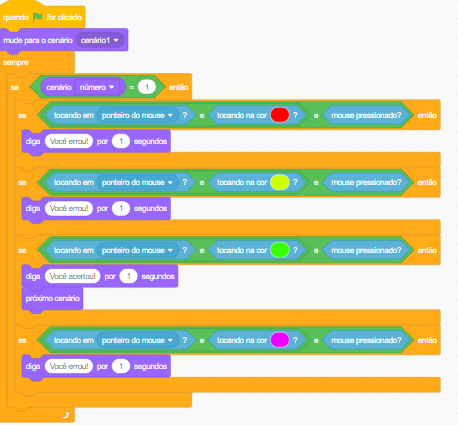 quando for clicado
mude para o cenário cenário1
sempre
se cenário número = 1 então
se tocando em ponteiro do mouse ? e tocando na cor ? e mouse pressionado? então
diga Você errou! por 1 segundos
se tocando em ponteiro do mouse ? e tocando na cor ? e mouse pressionado? então
diga Você errou! por 1 segundos
se tocando em ponteiro do mouse ? e tocando na cor ? e mouse pressionado? então
diga Você acertou! por 1 segundos
próximo cenário
se tocando em ponteiro do mouse ? e tocando na cor ? e mouse pressionado? então
diga Você errou! por 1 segundos